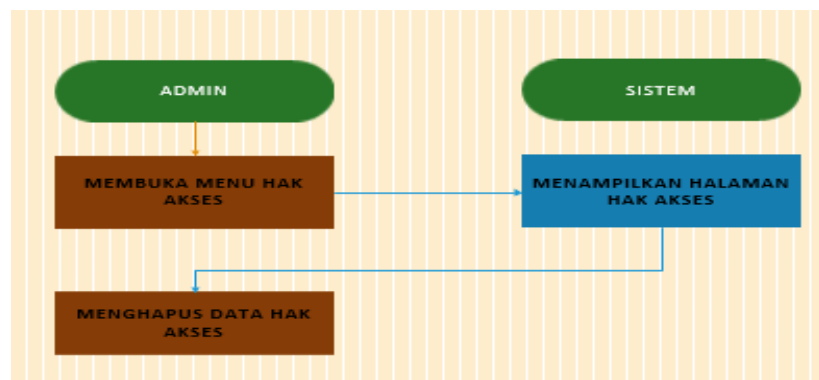 ADMIN
SISTEM
MEMBUKA MENU HAK
AKSES
MENAMPILKAN HALAMAN
HAK AKSES
MENGHAPUS DATA HAK
AKSES